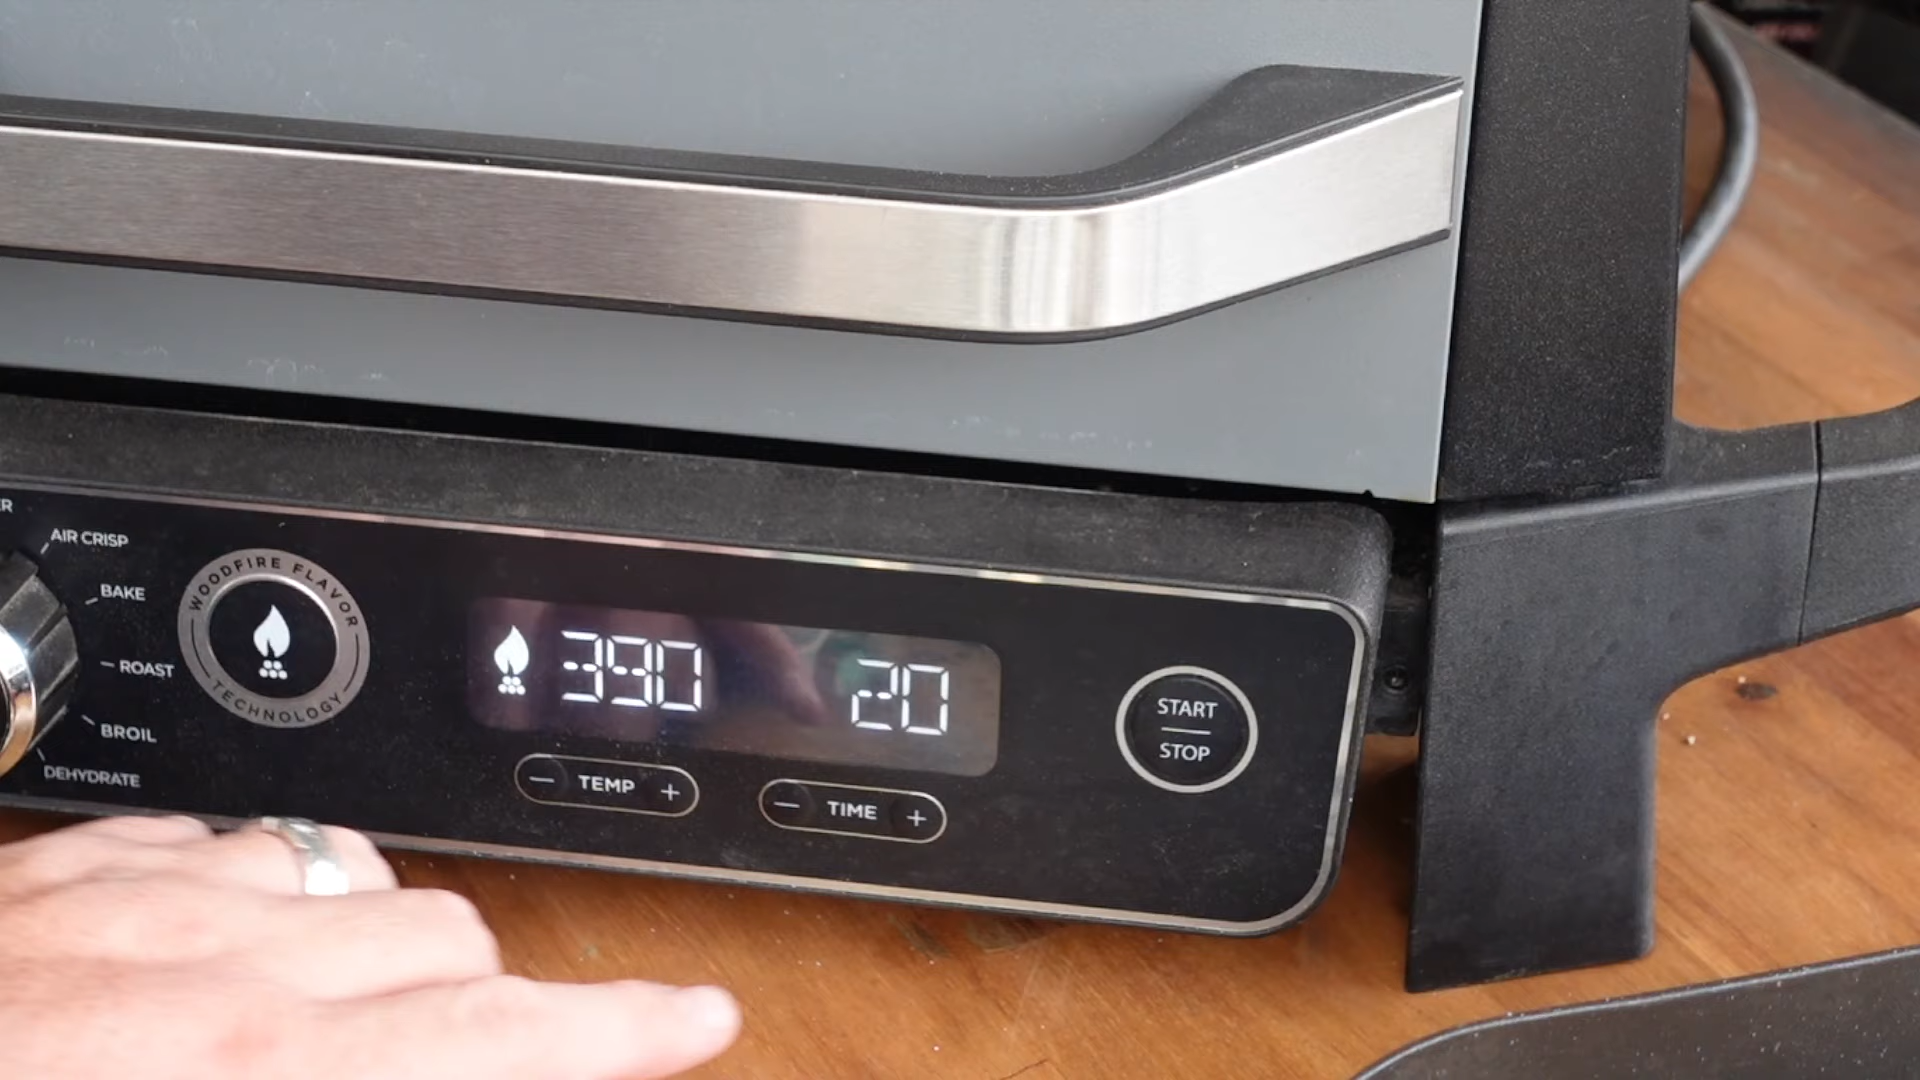 AIR CRISP
BAKE
ROAST
BROIL
DEHYDRATE
WOODFIRE FLAVOR
TECHNOLOGY
390
20
TEMP
TIME
START
STOP